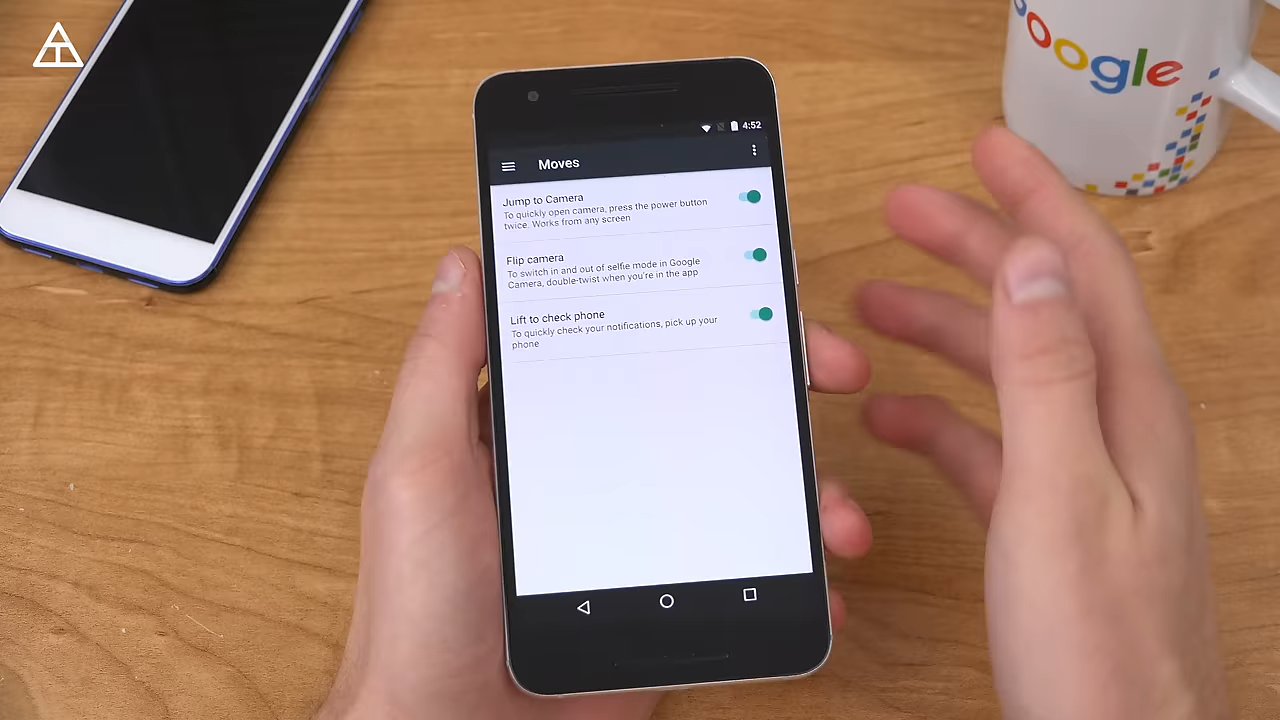 Google
4:52
Moves
Jump to Camera
To quickly open camera, press the power button
twice. Works from any screen
Flip camera
To switch in and out of selfie mode in Google
Camera, double-twist when you're in the app
Lift to check phone
To quickly check your notifications, pick up your
phone